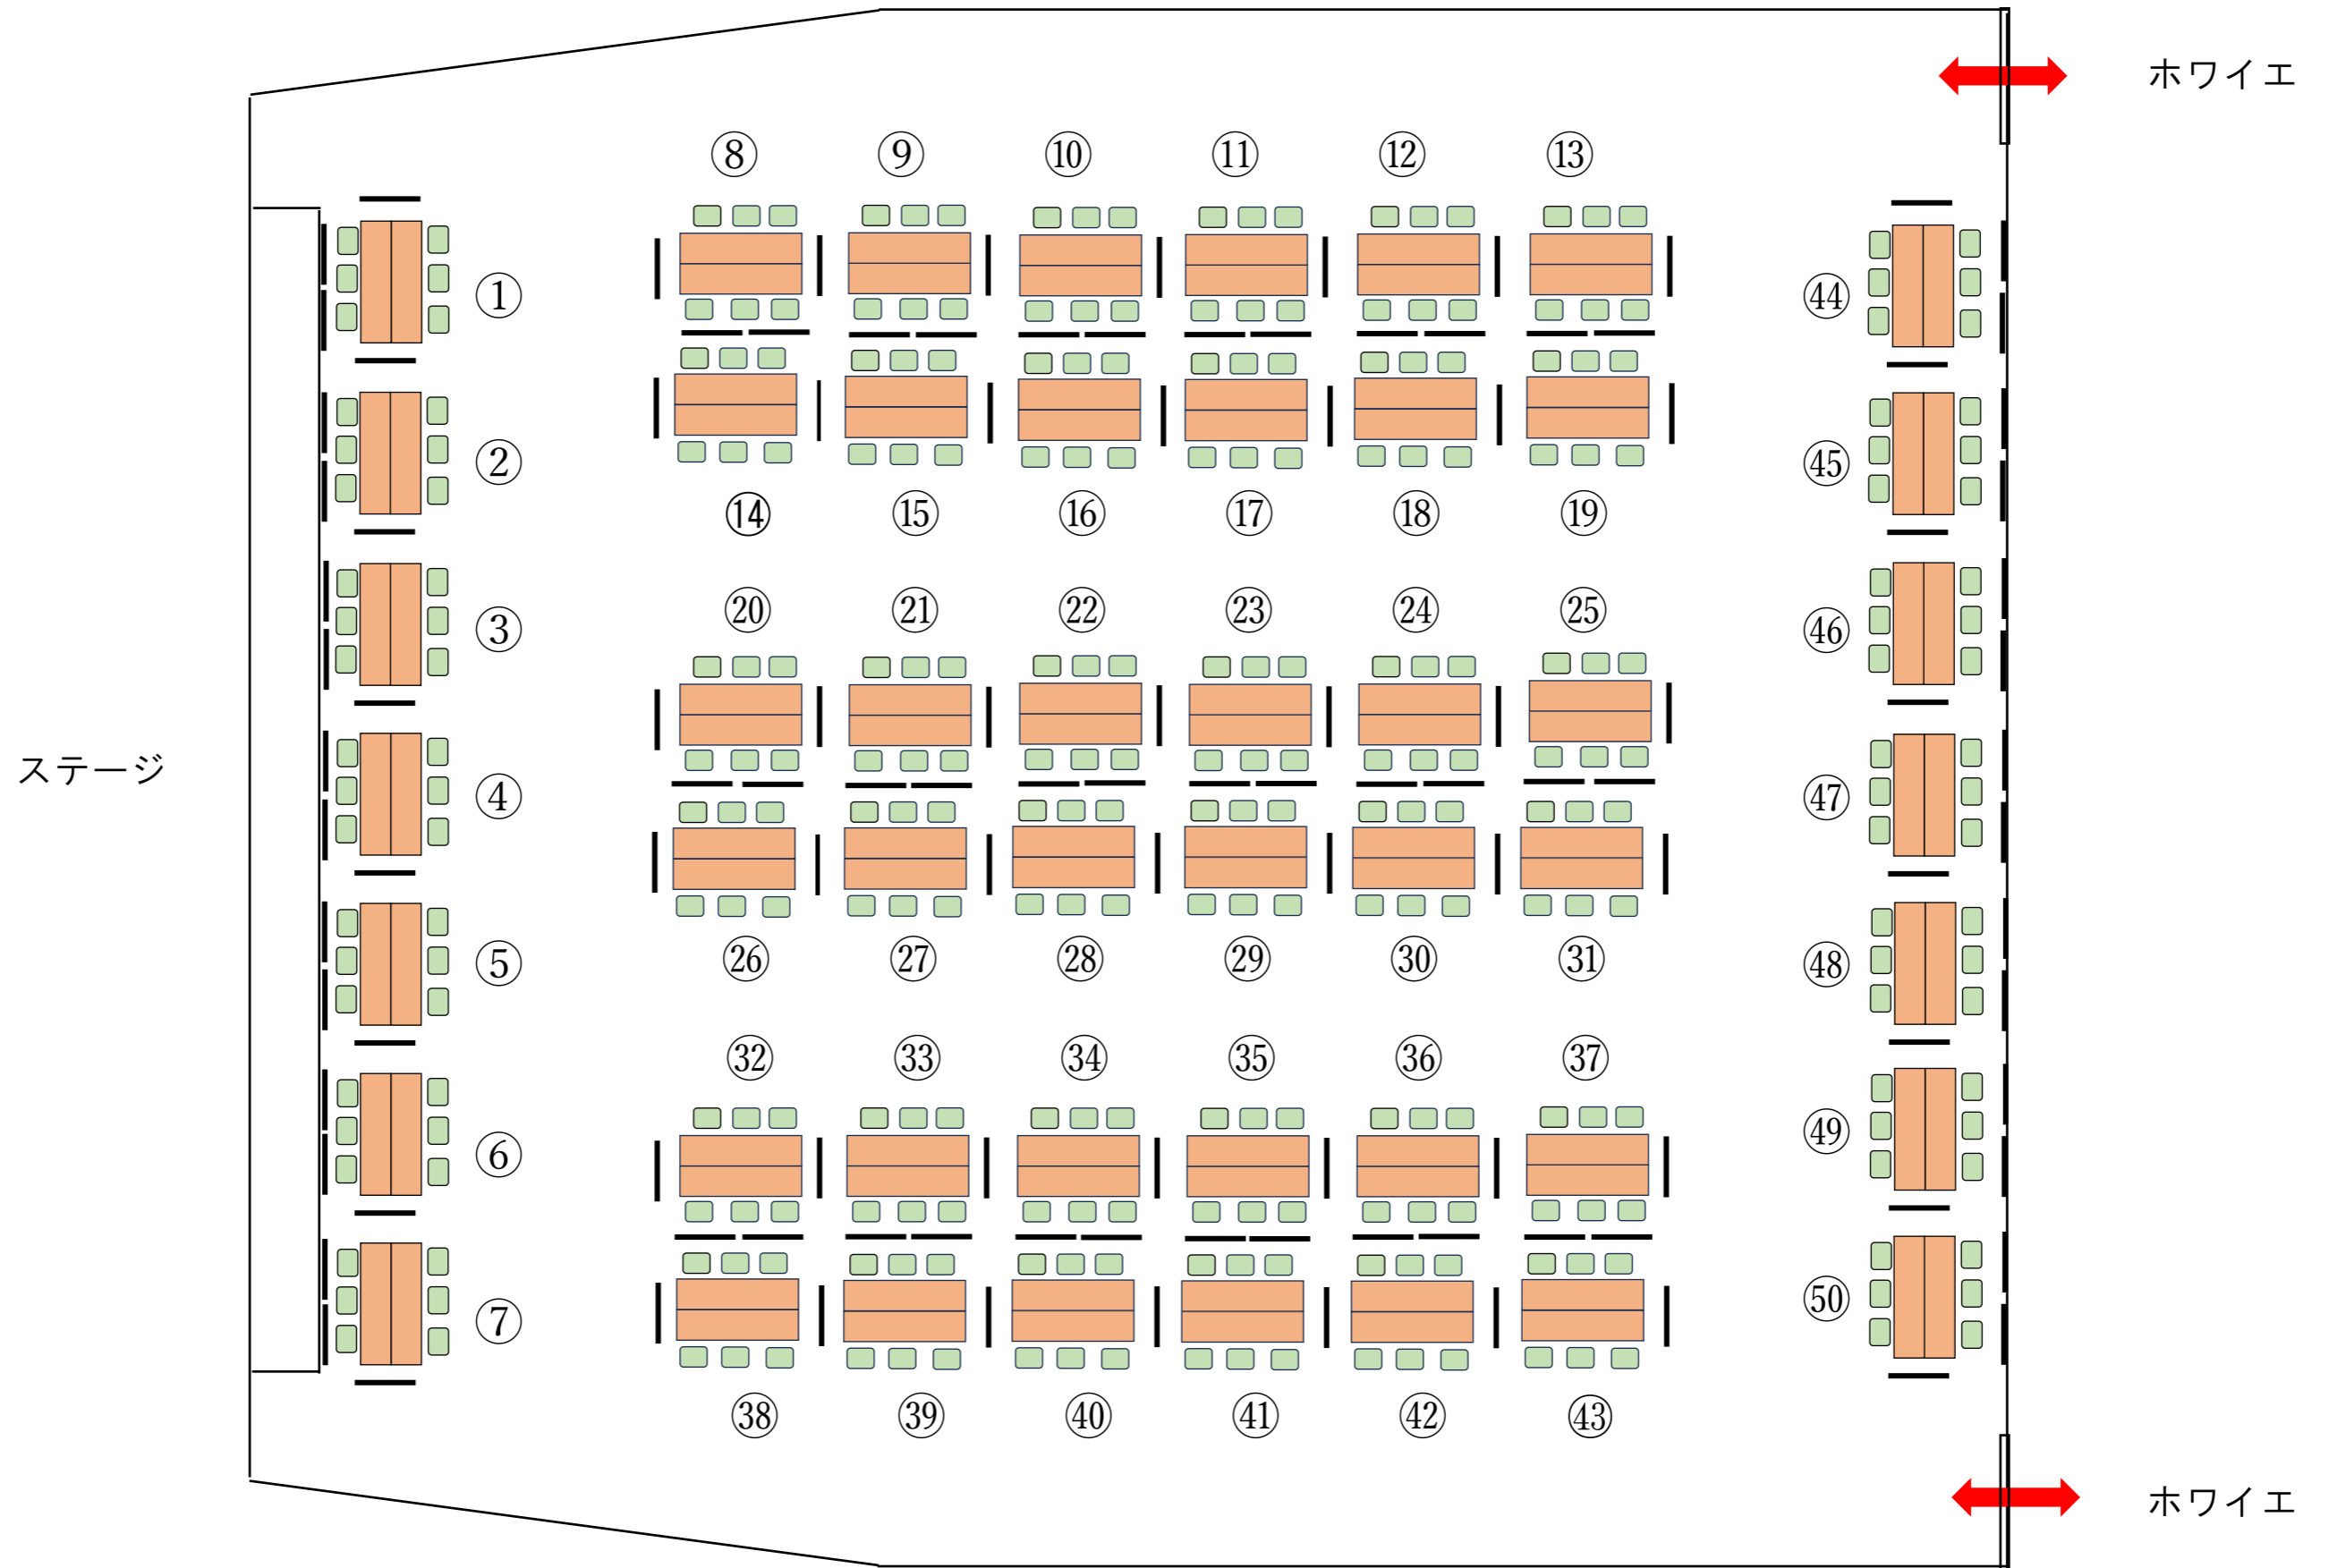 ホワイエ
⑧ ⑨ ⑩ ⑪ ⑫ ⑬
① ㊹
② ㊺
⑭ ⑮ ⑯ ⑰ ⑱ ⑲
⑳ ㉑ ㉒ ㉓ ㉔ ㉕
③ ㊻
ステージ
④ ㊼
㉖ ㉗ ㉘ ㉙ ㉚ ㉛
⑤ ㊽
㉜ ㉝ ㉞ ㉟ ㊱ ㊲
⑥ ㊾
⑦ ㊿
㊳ ㊴ ㊵ ㊶ ㊷ ㊸
ホワイエ